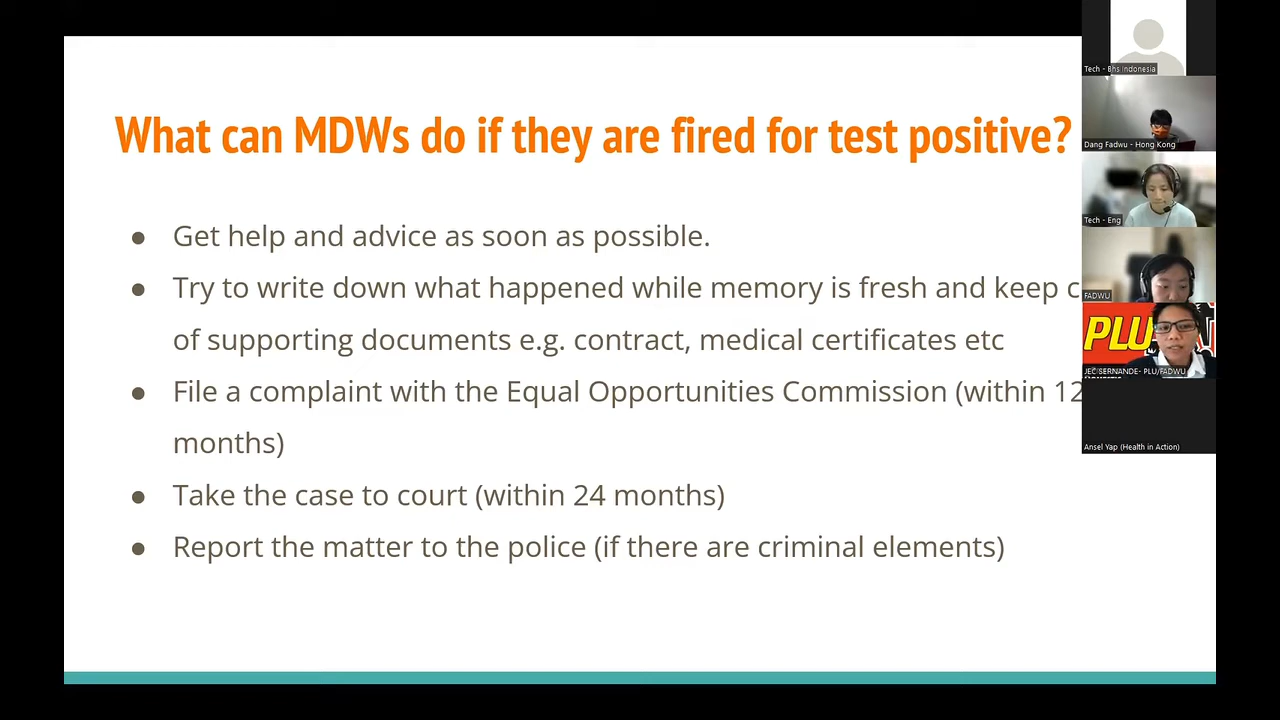 What can MDWs do if they are fired for test positive?
● Get help and advice as soon as possible.
● Try to write down what happened while memory is fresh and keep
of supporting documents e.g. contract, medical certificates etc
● File a complaint with the Equal Opportunities Commission (within 12
months)
● Take the case to court (within 24 months)
● Report the matter to the police (if there are criminal elements)
Tech - Bhs Indonesia
Dang Fadwu - Hong Kong
Tech - Eng
FADWU
PLU
JEC SERNANDE- PLU/FADWU
Ansel Yap (Health in Action)